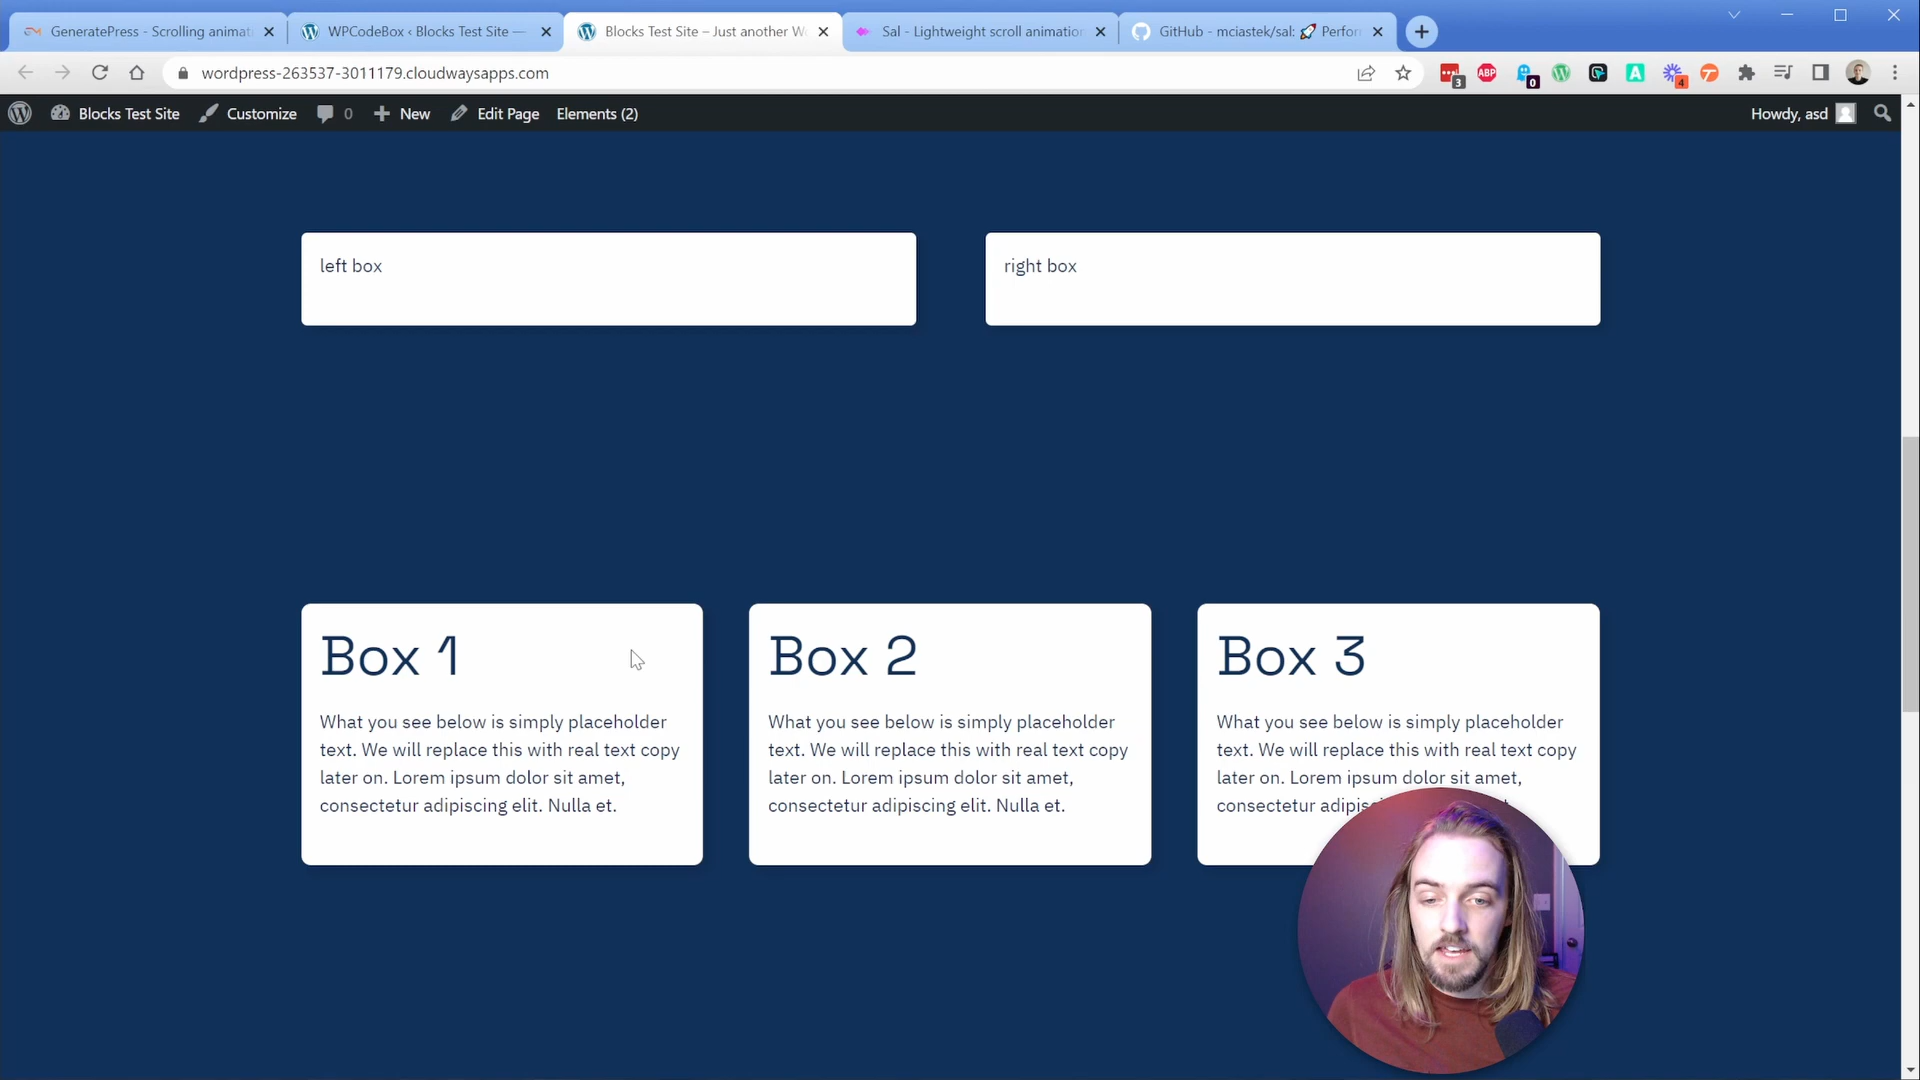 GeneratePress - Scrolling animat
WPCodeBox ‹ Blocks Test Site —
Blocks Test Site – Just another W
Sal - Lightweight scroll animation
GitHub - mciastek/sal: 🚀 Perfor
wordpress-263537-3011179.cloudwaysapps.com
3
ABP
0
4
Blocks Test Site
Customize
0
New
Edit Page
Elements (2)
Howdy, asd
left box
right box
Box 1
What you see below is simply placeholder
text. We will replace this with real text copy
later on. Lorem ipsum dolor sit amet,
consectetur adipiscing elit. Nulla et.
Box 2
What you see below is simply placeholder
text. We will replace this with real text copy
later on. Lorem ipsum dolor sit amet,
consectetur adipiscing elit. Nulla et.
Box 3
What you see below is simply placeholder
text. We will replace this with real text copy
later on. Lorem ipsum dolor sit amet,
consectetur